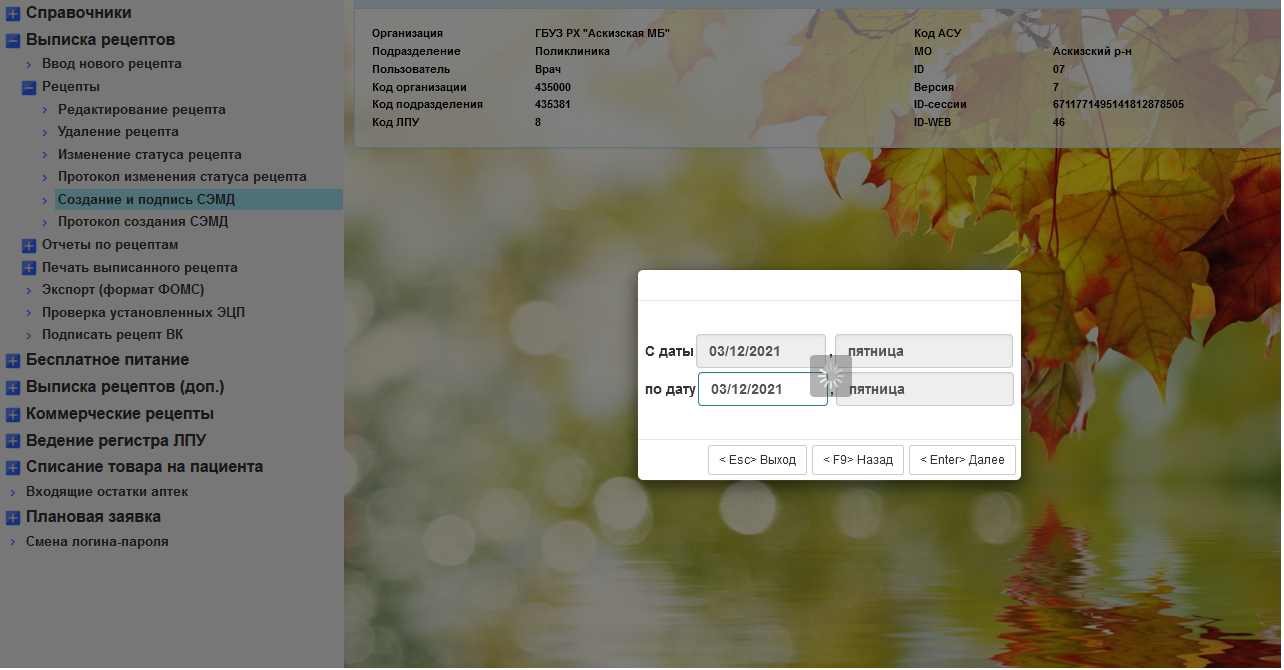 Справочники
Выписка рецептов
Ввод нового рецепта
Рецепты
Редактирование рецепта
Удаление рецепта
Изменение статуса рецепта
Протокол изменения статуса рецепта
Создание и подпись СЭМД
Протокол создания СЭМД
Отчеты по рецептам
Печать выписанного рецепта
Экспорт (формат ФОМС)
Проверка установленных ЭЦП
Подписать рецепт ВК
Бесплатное питание
Выписка рецептов (доп.)
Коммерческие рецепты
Ведение регистра ЛПУ
Списание товара на пациента
Входящие остатки аптек
Плановая заявка
Смена логина-пароля
Организация ГБУЗ РХ "Аскизская МБ" Код АСУ
Подразделение Поликлиника МО Аскизский р-н
Пользователь Врач ID 07
Код организации 435000 Версия 7
Код подразделения 435381 ID-сессии 6711771495141812878505
Код ЛПУ 8 ID-WEB 46
С даты 03/12/2021 , пятница
по дату 03/12/2021 , пятница
< Esc> Выход < F9> Назад < Enter> Далее